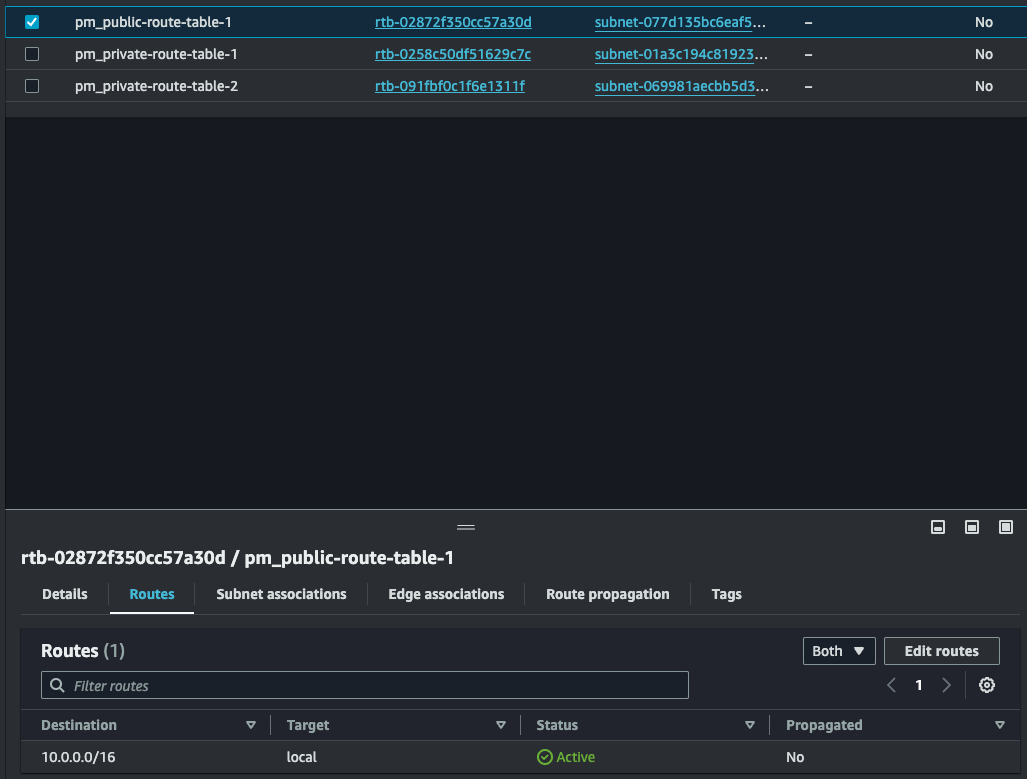 pm_public-route-table-1 rtb-02872f350cc57a30d subnet-077d135bc6eaf5... – No
pm_private-route-table-1 rtb-0258c50df51629c7c subnet-01a3c194c81923... – No
pm_private-route-table-2 rtb-091fbf0c1f6e1311f subnet-069981aecbb5d3... – No
rtb-02872f350cc57a30d / pm_public-route-table-1
Details Routes Subnet associations Edge associations Route propagation Tags
Routes (1) Both Edit routes
Filter routes 1
Destination Target Status Propagated
10.0.0.0/16 local Active No